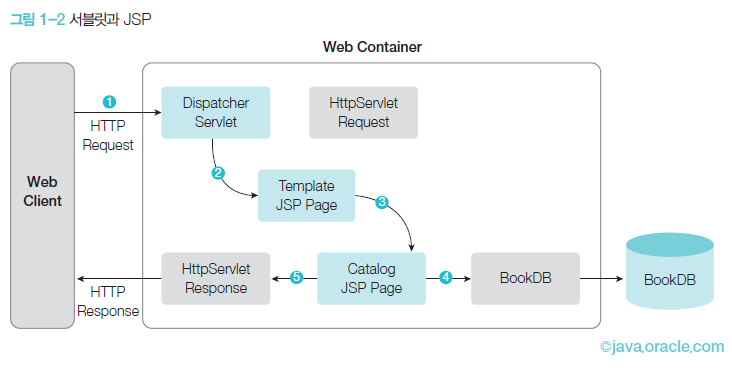 그림 1-2 서블릿과 JSP
Web Container
1
HTTP
Request
Web
Client
Dispatcher
Servlet
HttpServlet
Request
2
Template
JSP Page
3
HttpServlet
Response
5
Catalog
JSP Page
4
BookDB
BookDB
HTTP
Response
©java.oracle.com